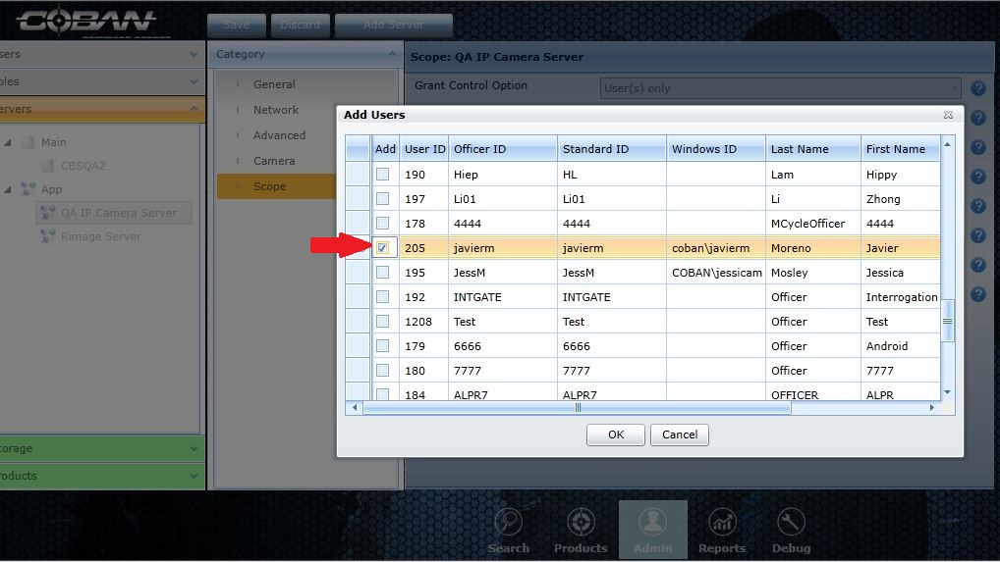 COBAN
Save Discard Add Server
sers
oles
ervers
Main
CBSQA2
App
QA IP Camera Server
Rimage Server
torage
roducts
Category
General
Network
Advanced
Camera
Scope
Scope: QA IP Camera Server
Grant Control Option User(s) only
Add Users
Add User ID Officer ID Standard ID Windows ID Last Name First Name
190 Hiep HL Lam Hippy
197 Li01 Li01 Li Zhong
178 4444 4444 MCycleOfficer 4444
205 javierm javierm coban\javierm Moreno Javier
195 JessM JessM COBAN\jessicam Mosley Jessica
192 INTGATE INTGATE Officer Interrogation
1208 Test Test Officer Test
179 6666 6666 Officer Android
180 7777 7777 Officer 7777
184 ALPR7 ALPR7 OFFICER ALPR
OK Cancel
Search Products Admin Reports Debug